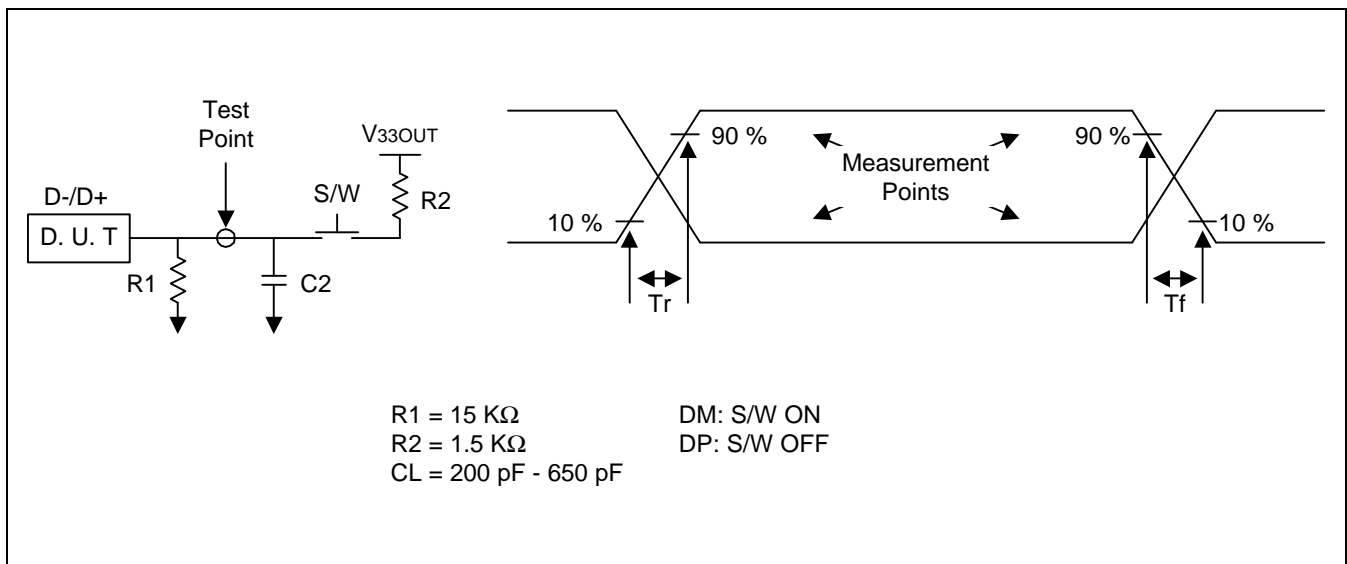 Test
Point
V33OUT
S/W
R2
D-/D+
D. U. T
R1
C2
90 %
90 %
Measurement
Points
10 %
10 %
Tr
Tf
R1 = 15 KΩ
DM: S/W ON
R2 = 1.5 KΩ
DP: S/W OFF
CL = 200 pF - 650 pF